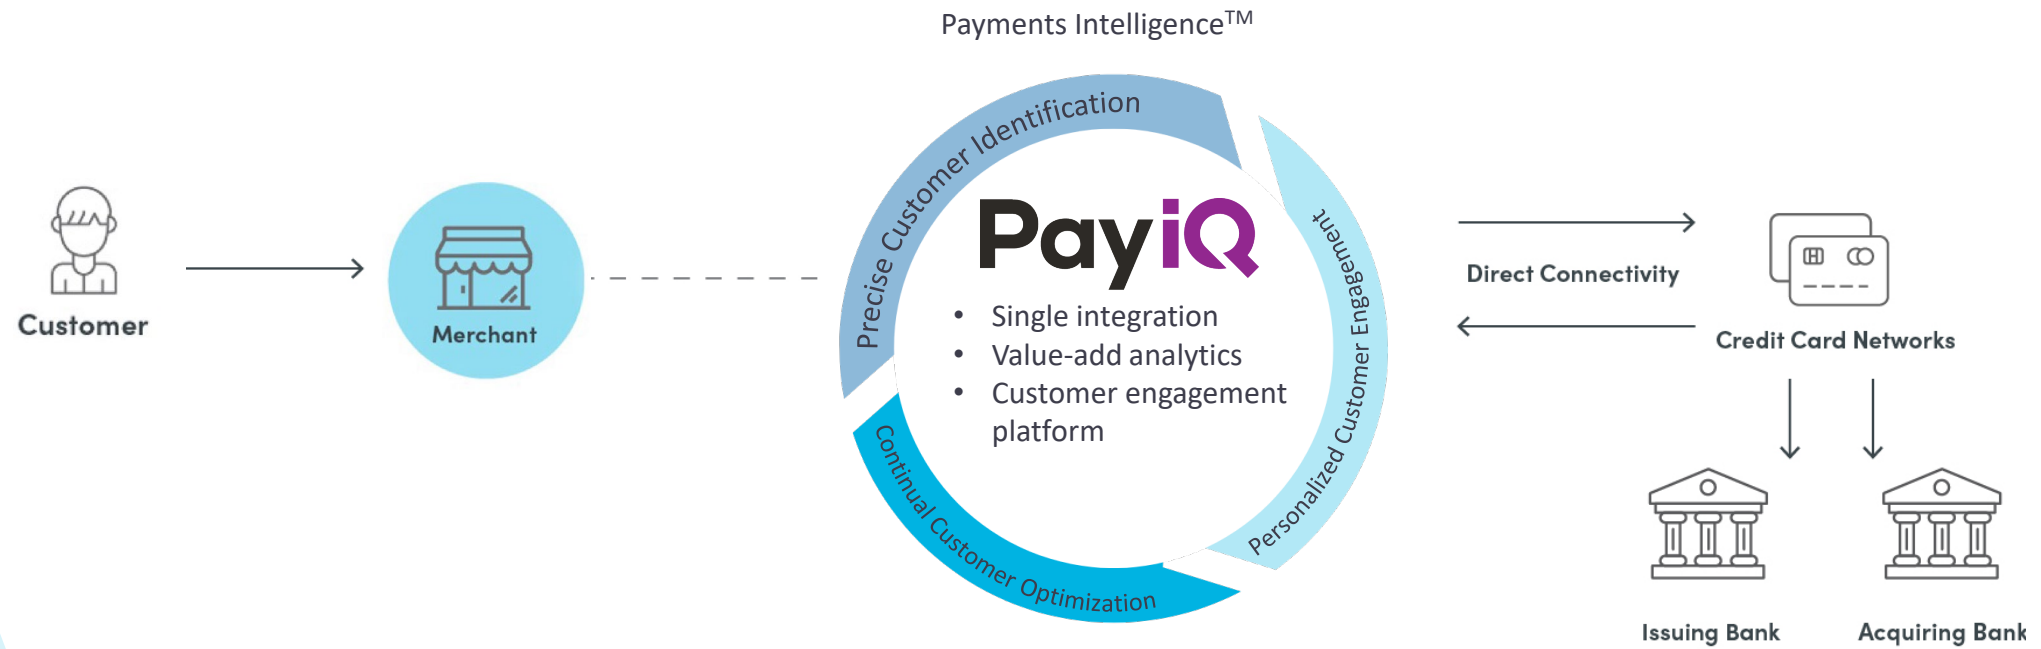 Payments Intelligence™
Precise Customer Identification
Personalized Customer Engagement
Continual Customer Optimization
PayiQ
• Single integration
• Value-add analytics
• Customer engagement
platform
Customer
Merchant
Direct Connectivity
Credit Card Networks
Issuing Bank
Acquiring Bank